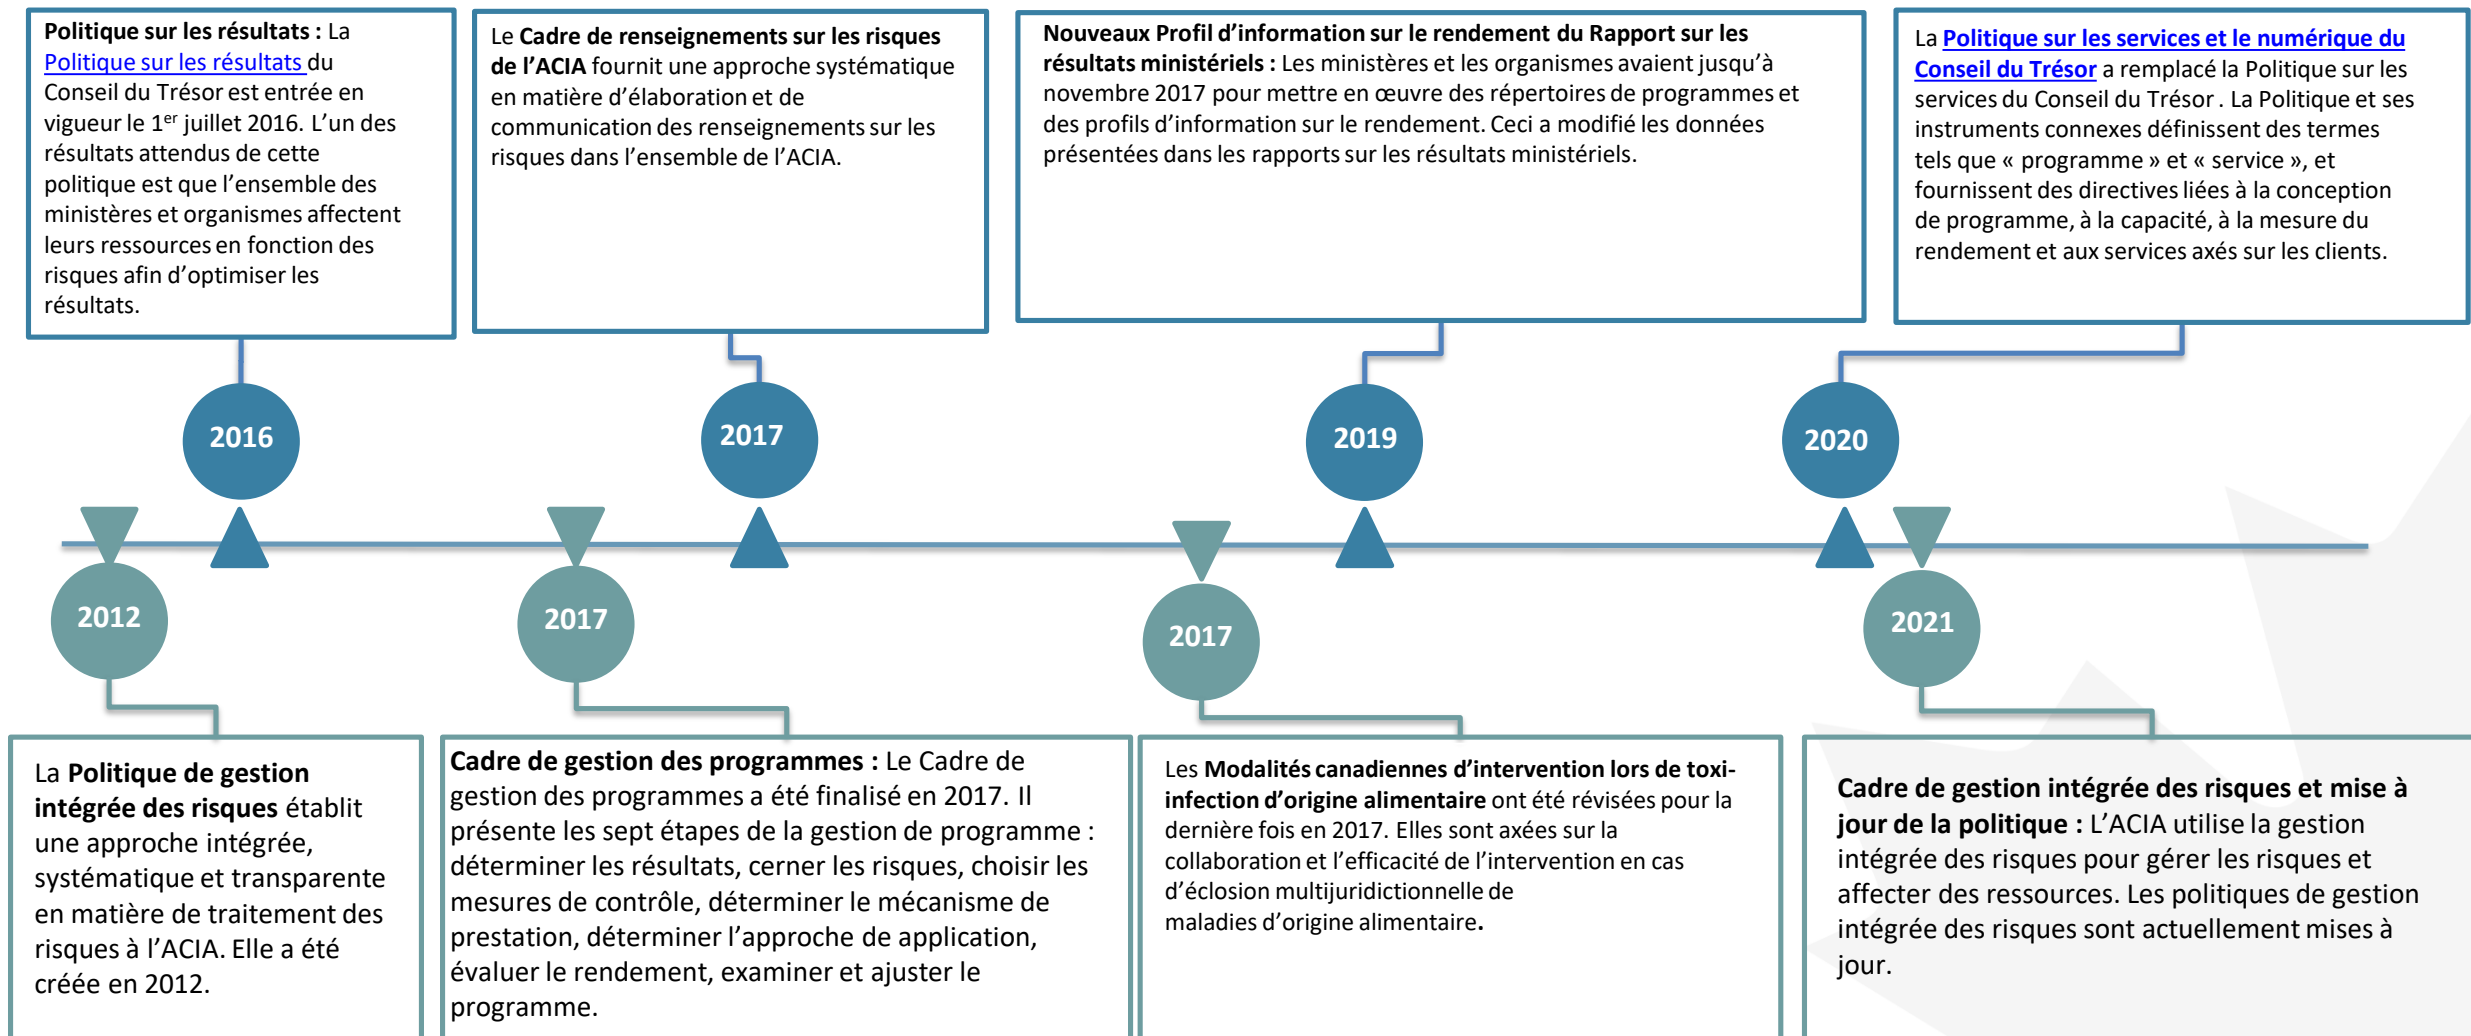 Politique sur les résultats : La
Politique sur les résultats du
Conseil du Trésor est entrée en
vigueur le 1er juillet 2016. L’un des
résultats attendus de cette
politique est que l’ensemble des
ministères et organismes affectent
leurs ressources en fonction des
risques afin d’optimiser les
résultats.
Le Cadre de renseignements sur les risques
de l’ACIA fournit une approche systématique
en matière d’élaboration et de
communication des renseignements sur les
risques dans l’ensemble de l’ACIA.
Nouveaux Profil d’information sur le rendement du Rapport sur les
résultats ministériels : Les ministères et les organismes avaient jusqu’à
novembre 2017 pour mettre en œuvre des répertoires de programmes et
des profils d’information sur le rendement. Ceci a modifié les données
présentées dans les rapports sur les résultats ministériels.
La Politique sur les services et le numérique du
Conseil du Trésor a remplacé la Politique sur les
services du Conseil du Trésor . La Politique et ses
instruments connexes définissent des termes
tels que « programme » et « service », et
fournissent des directives liées à la conception
de programme, à la capacité, à la mesure du
rendement et aux services axés sur les clients.
2016
2017
2019
2020
2012
2017
2017
2021
La Politique de gestion
intégrée des risques établit
une approche intégrée,
systématique et transparente
en matière de traitement des
risques à l’ACIA. Elle a été
créée en 2012.
Cadre de gestion des programmes : Le Cadre de
gestion des programmes a été finalisé en 2017. Il
présente les sept étapes de la gestion de programme :
déterminer les résultats, cerner les risques, choisir les
mesures de contrôle, déterminer le mécanisme de
prestation, déterminer l’approche de application,
évaluer le rendement, examiner et ajuster le
programme.
Les Modalités canadiennes d’intervention lors de toxi-
infection d’origine alimentaire ont été révisées pour la
dernière fois en 2017. Elles sont axées sur la
collaboration et l’efficacité de l’intervention en cas
d’éclosion multijuridictionnelle de
maladies d’origine alimentaire.
Cadre de gestion intégrée des risques et mise à
jour de la politique : L’ACIA utilise la gestion
intégrée des risques pour gérer les risques et
affecter des ressources. Les politiques de gestion
intégrée des risques sont actuellement mises à
jour.